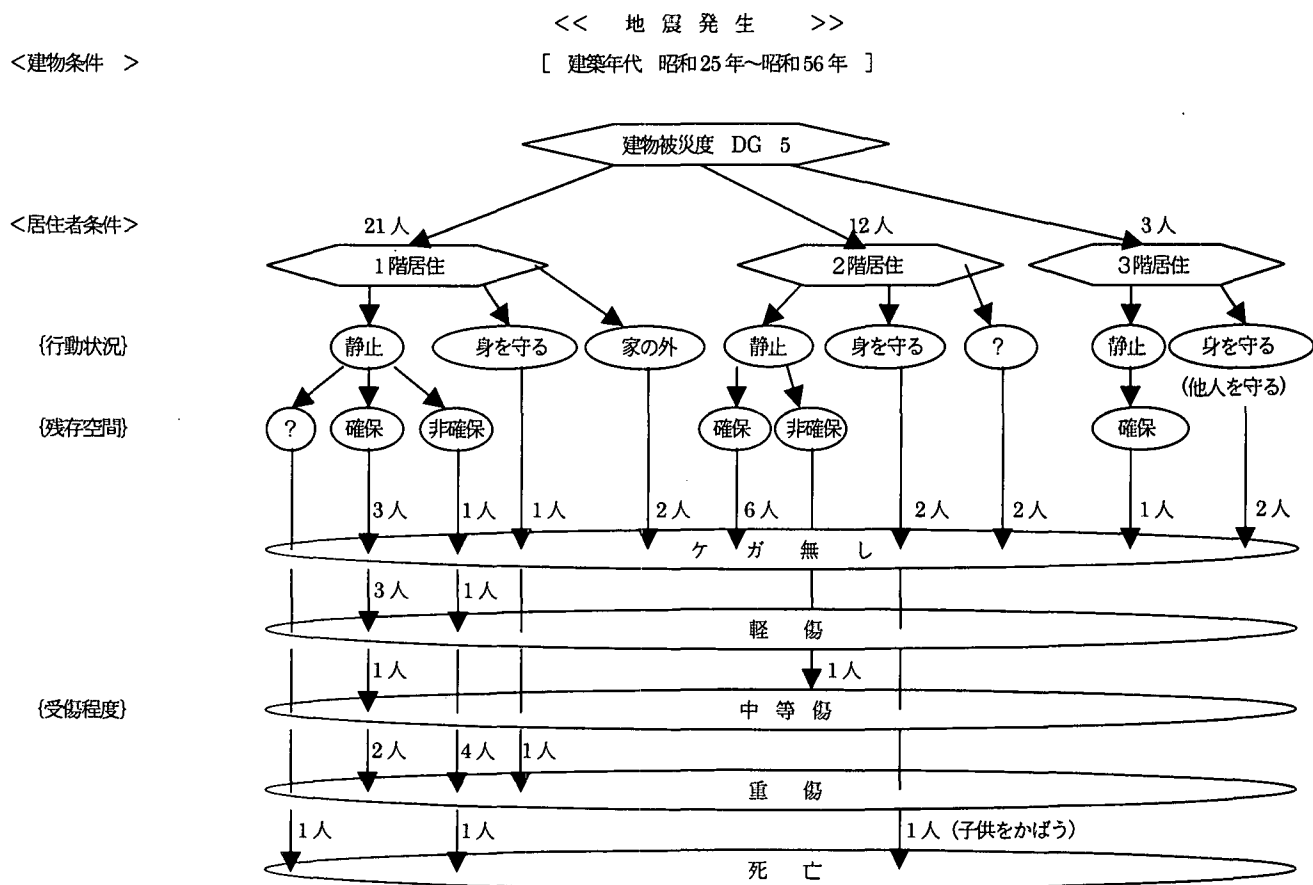 << 地震発生 >>
<建物条件 > [ 建築年代 昭和25年~昭和56年 ]
建物被災度 DG 5
<居住者条件> 21人 12人 3人
1階居住 2階居住 3階居住
{行動状況} 静止 身を守る 家の外 静止 身を守る ? 静止 身を守る
(他人を守る)
{残存空間} ? 確保 非確保 確保 非確保 確保
3人 1人 1人 2人 6人 2人 2人 1人 2人
ケガ無し
3人 1人
軽傷
1人 1人
{受傷程度} 中等傷
2人 4人 1人
重傷
1人 1人 1人 (子供をかばう)
死亡